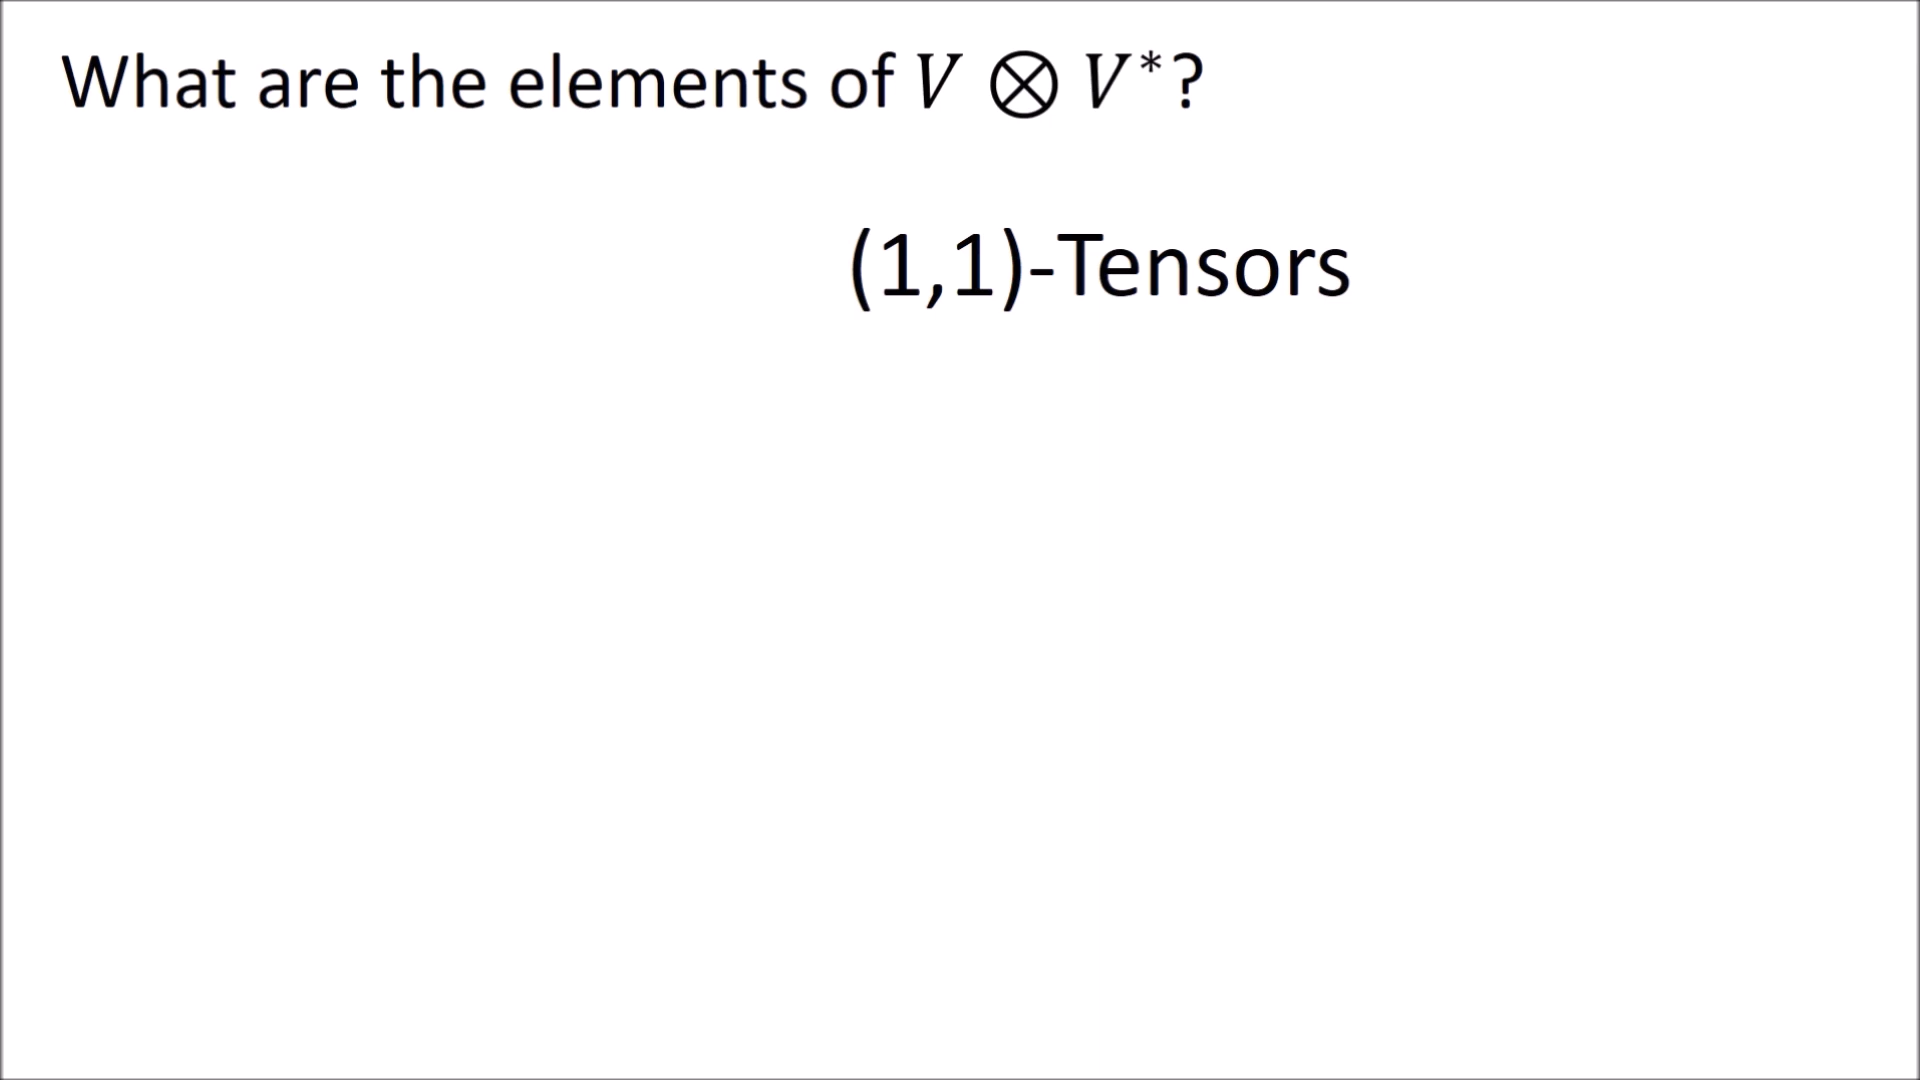 What are the elements of V ⊗ V*?
(1,1)-Tensors